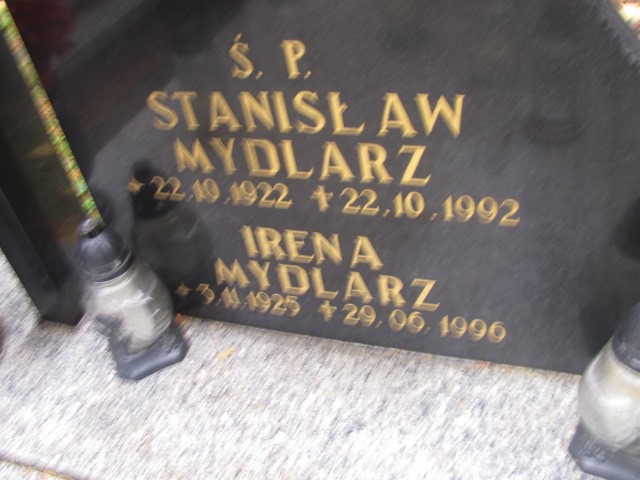 Ś. P.
STANISŁAW
MYDLARZ
* 22,10,1922 ✝ 22,10,1992
IRENA
MYDLARZ
* 3,11,1925 ✝ 29,06,1996